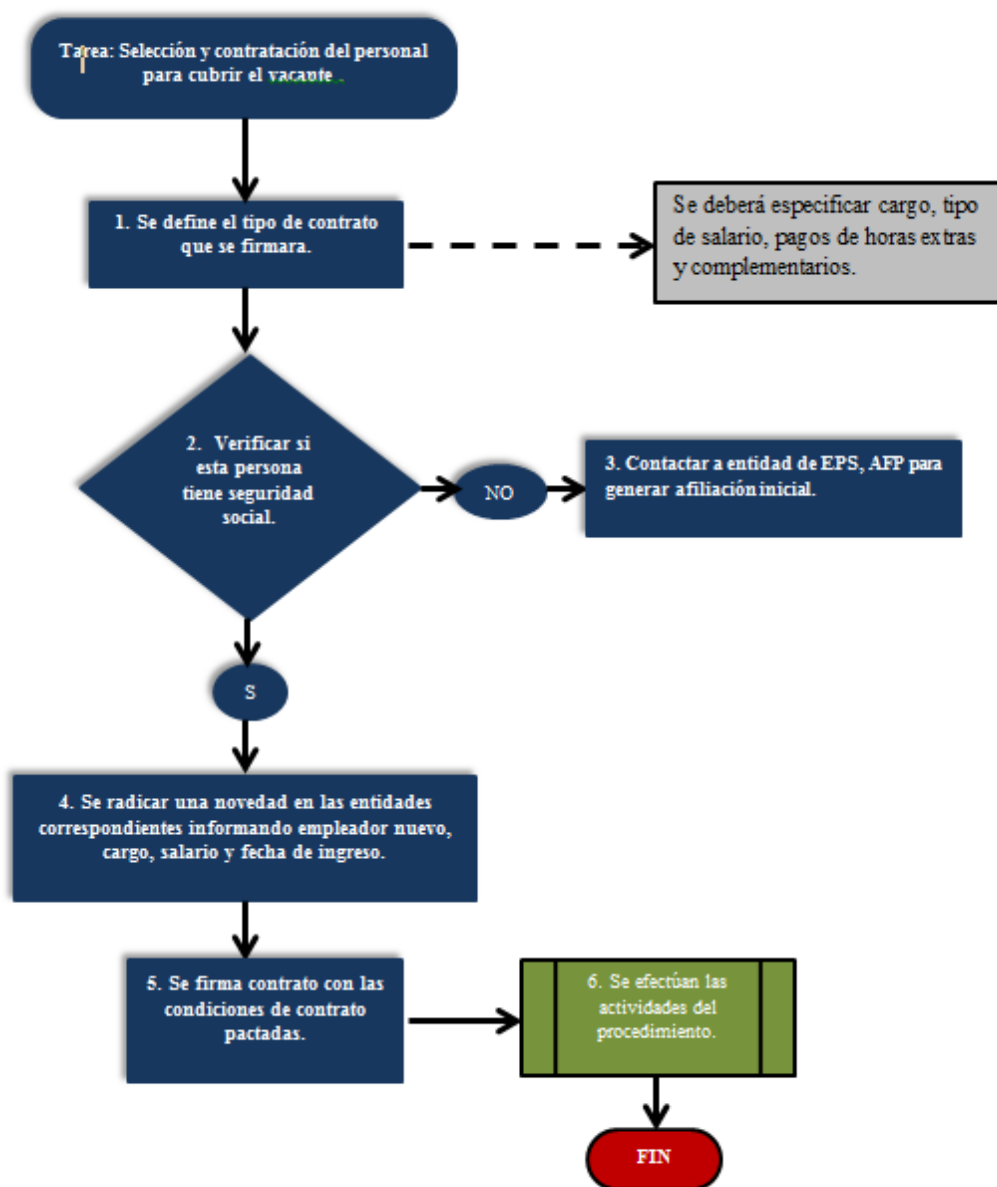 Tarea: Selección y contratación del personal
para cubrir el vacante .
1. Se define el tipo de contrato
que se firmara.
Se deberá especificar cargo, tipo
de salario, pagos de horas extras
y complementarios.
2. Verificar si
esta persona
tiene seguridad
social.
NO
3. Contactar a entidad de EPS, AFP para
generar afiliación inicial.
S
4. Se radicar una novedad en las entidades
correspondientes informando empleador nuevo,
cargo, salario y fecha de ingreso.
5. Se firma contrato con las
condiciones de contrato
pactadas.
6. Se efectúan las
actividades del
procedimiento.
FIN